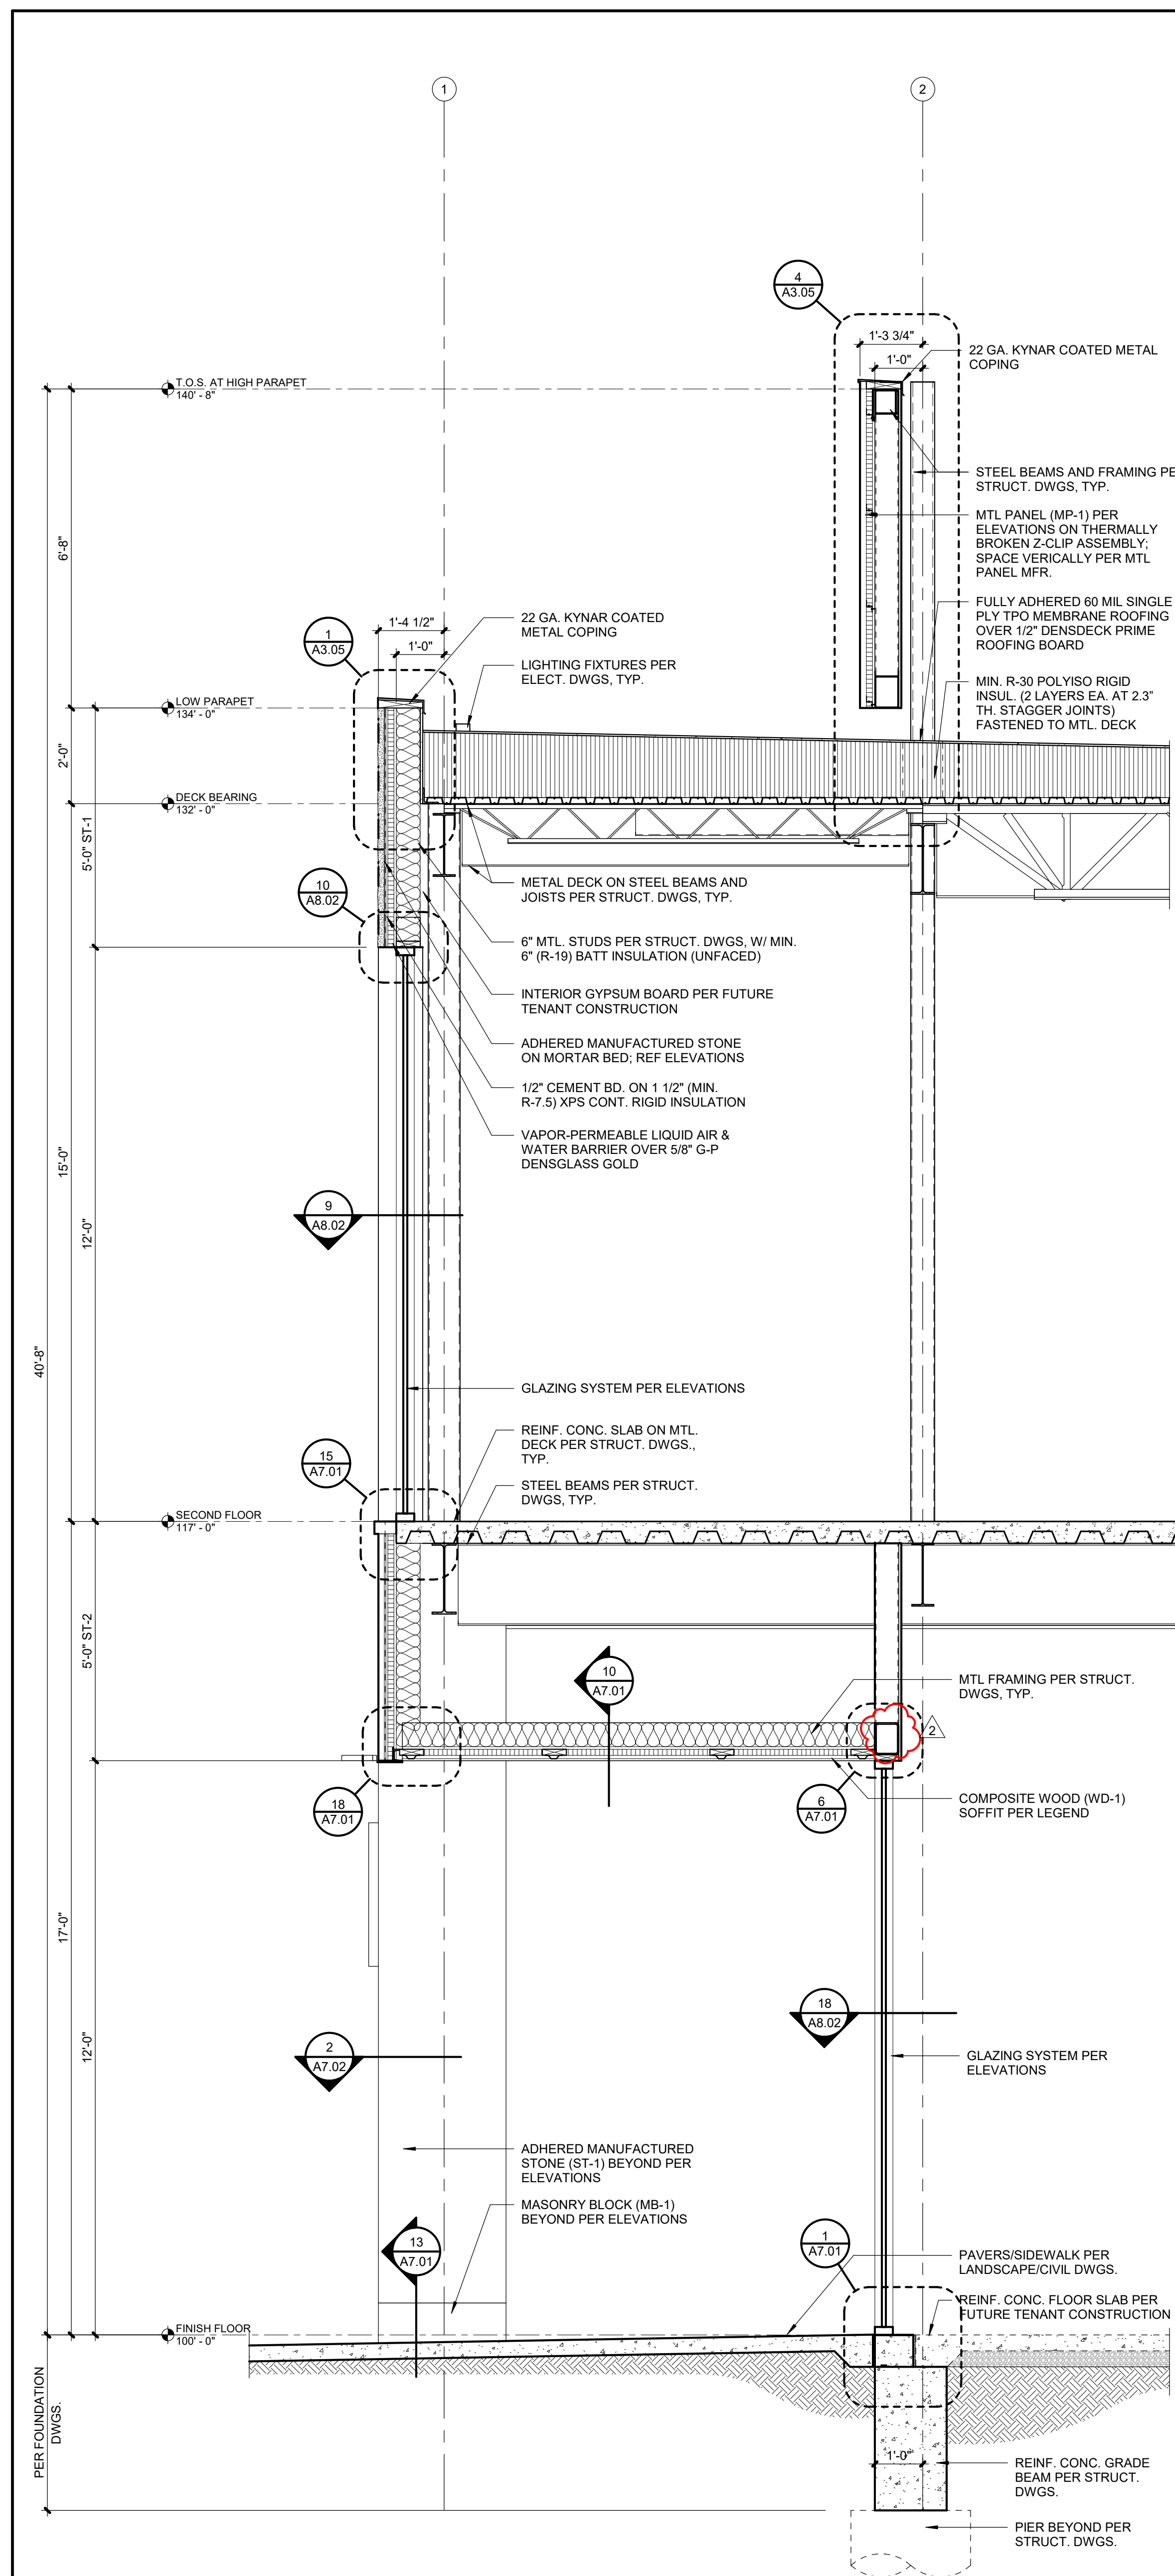 1
2
4
A3.05
1'-3 3/4"
1'-0"
22 GA. KYNAR COATED METAL
COPING
T.O.S. AT HIGH PARAPET
140' - 8"
STEEL BEAMS AND FRAMING PE
STRUCT. DWGS, TYP.
MTL PANEL (MP-1) PER
ELEVATIONS ON THERMALLY
BROKEN Z-CLIP ASSEMBLY;
SPACE VERICALLY PER MTL
PANEL MFR.
6'-8"
FULLY ADHERED 60 MIL SINGLE
PLY TPO MEMBRANE ROOFING
OVER 1/2" DENSDECK PRIME
ROOFING BOARD
1
A3.05
1'-4 1/2"
1'-0"
22 GA. KYNAR COATED
METAL COPING
LIGHTING FIXTURES PER
ELECT. DWGS, TYP.
MIN. R-30 POLYISO RIGID
INSUL. (2 LAYERS EA. AT 2.3”
TH. STAGGER JOINTS)
FASTENED TO MTL. DECK
LOW PARAPET
134' - 0"
2'-0"
DECK BEARING
132' - 0"
5'-0" ST-1
10
A8.02
METAL DECK ON STEEL BEAMS AND
JOISTS PER STRUCT. DWGS, TYP.
6" MTL. STUDS PER STRUCT. DWGS, W/ MIN.
6" (R-19) BATT INSULATION (UNFACED)
INTERIOR GYPSUM BOARD PER FUTURE
TENANT CONSTRUCTION
ADHERED MANUFACTURED STONE
ON MORTAR BED; REF ELEVATIONS
1/2" CEMENT BD. ON 1 1/2" (MIN.
R-7.5) XPS CONT. RIGID INSULATION
VAPOR-PERMEABLE LIQUID AIR &
WATER BARRIER OVER 5/8" G-P
DENSGLASS GOLD
15'-0"
12'-0"
9
A8.02
40'-8"
GLAZING SYSTEM PER ELEVATIONS
REINF. CONC. SLAB ON MTL.
DECK PER STRUCT. DWGS.,
TYP.
15
A7.01
STEEL BEAMS PER STRUCT.
DWGS, TYP.
SECOND FLOOR
117' - 0"
5'-0" ST-2
10
A7.01
MTL FRAMING PER STRUCT.
DWGS, TYP.
2
18
A7.01
6
A7.01
COMPOSITE WOOD (WD-1)
SOFFIT PER LEGEND
17'-0"
12'-0"
18
A8.02
2
A7.02
GLAZING SYSTEM PER
ELEVATIONS
ADHERED MANUFACTURED
STONE (ST-1) BEYOND PER
ELEVATIONS
MASONRY BLOCK (MB-1)
BEYOND PER ELEVATIONS
13
A7.01
1
A7.01
PAVERS/SIDEWALK PER
LANDSCAPE/CIVIL DWGS.
REINF. CONC. FLOOR SLAB PER
FUTURE TENANT CONSTRUCTION
FINISH FLOOR
100' - 0"
PER FOUNDATION
DWGS.
1'-0"
REINF. CONC. GRADE
BEAM PER STRUCT.
DWGS.
PIER BEYOND PER
STRUCT. DWGS.